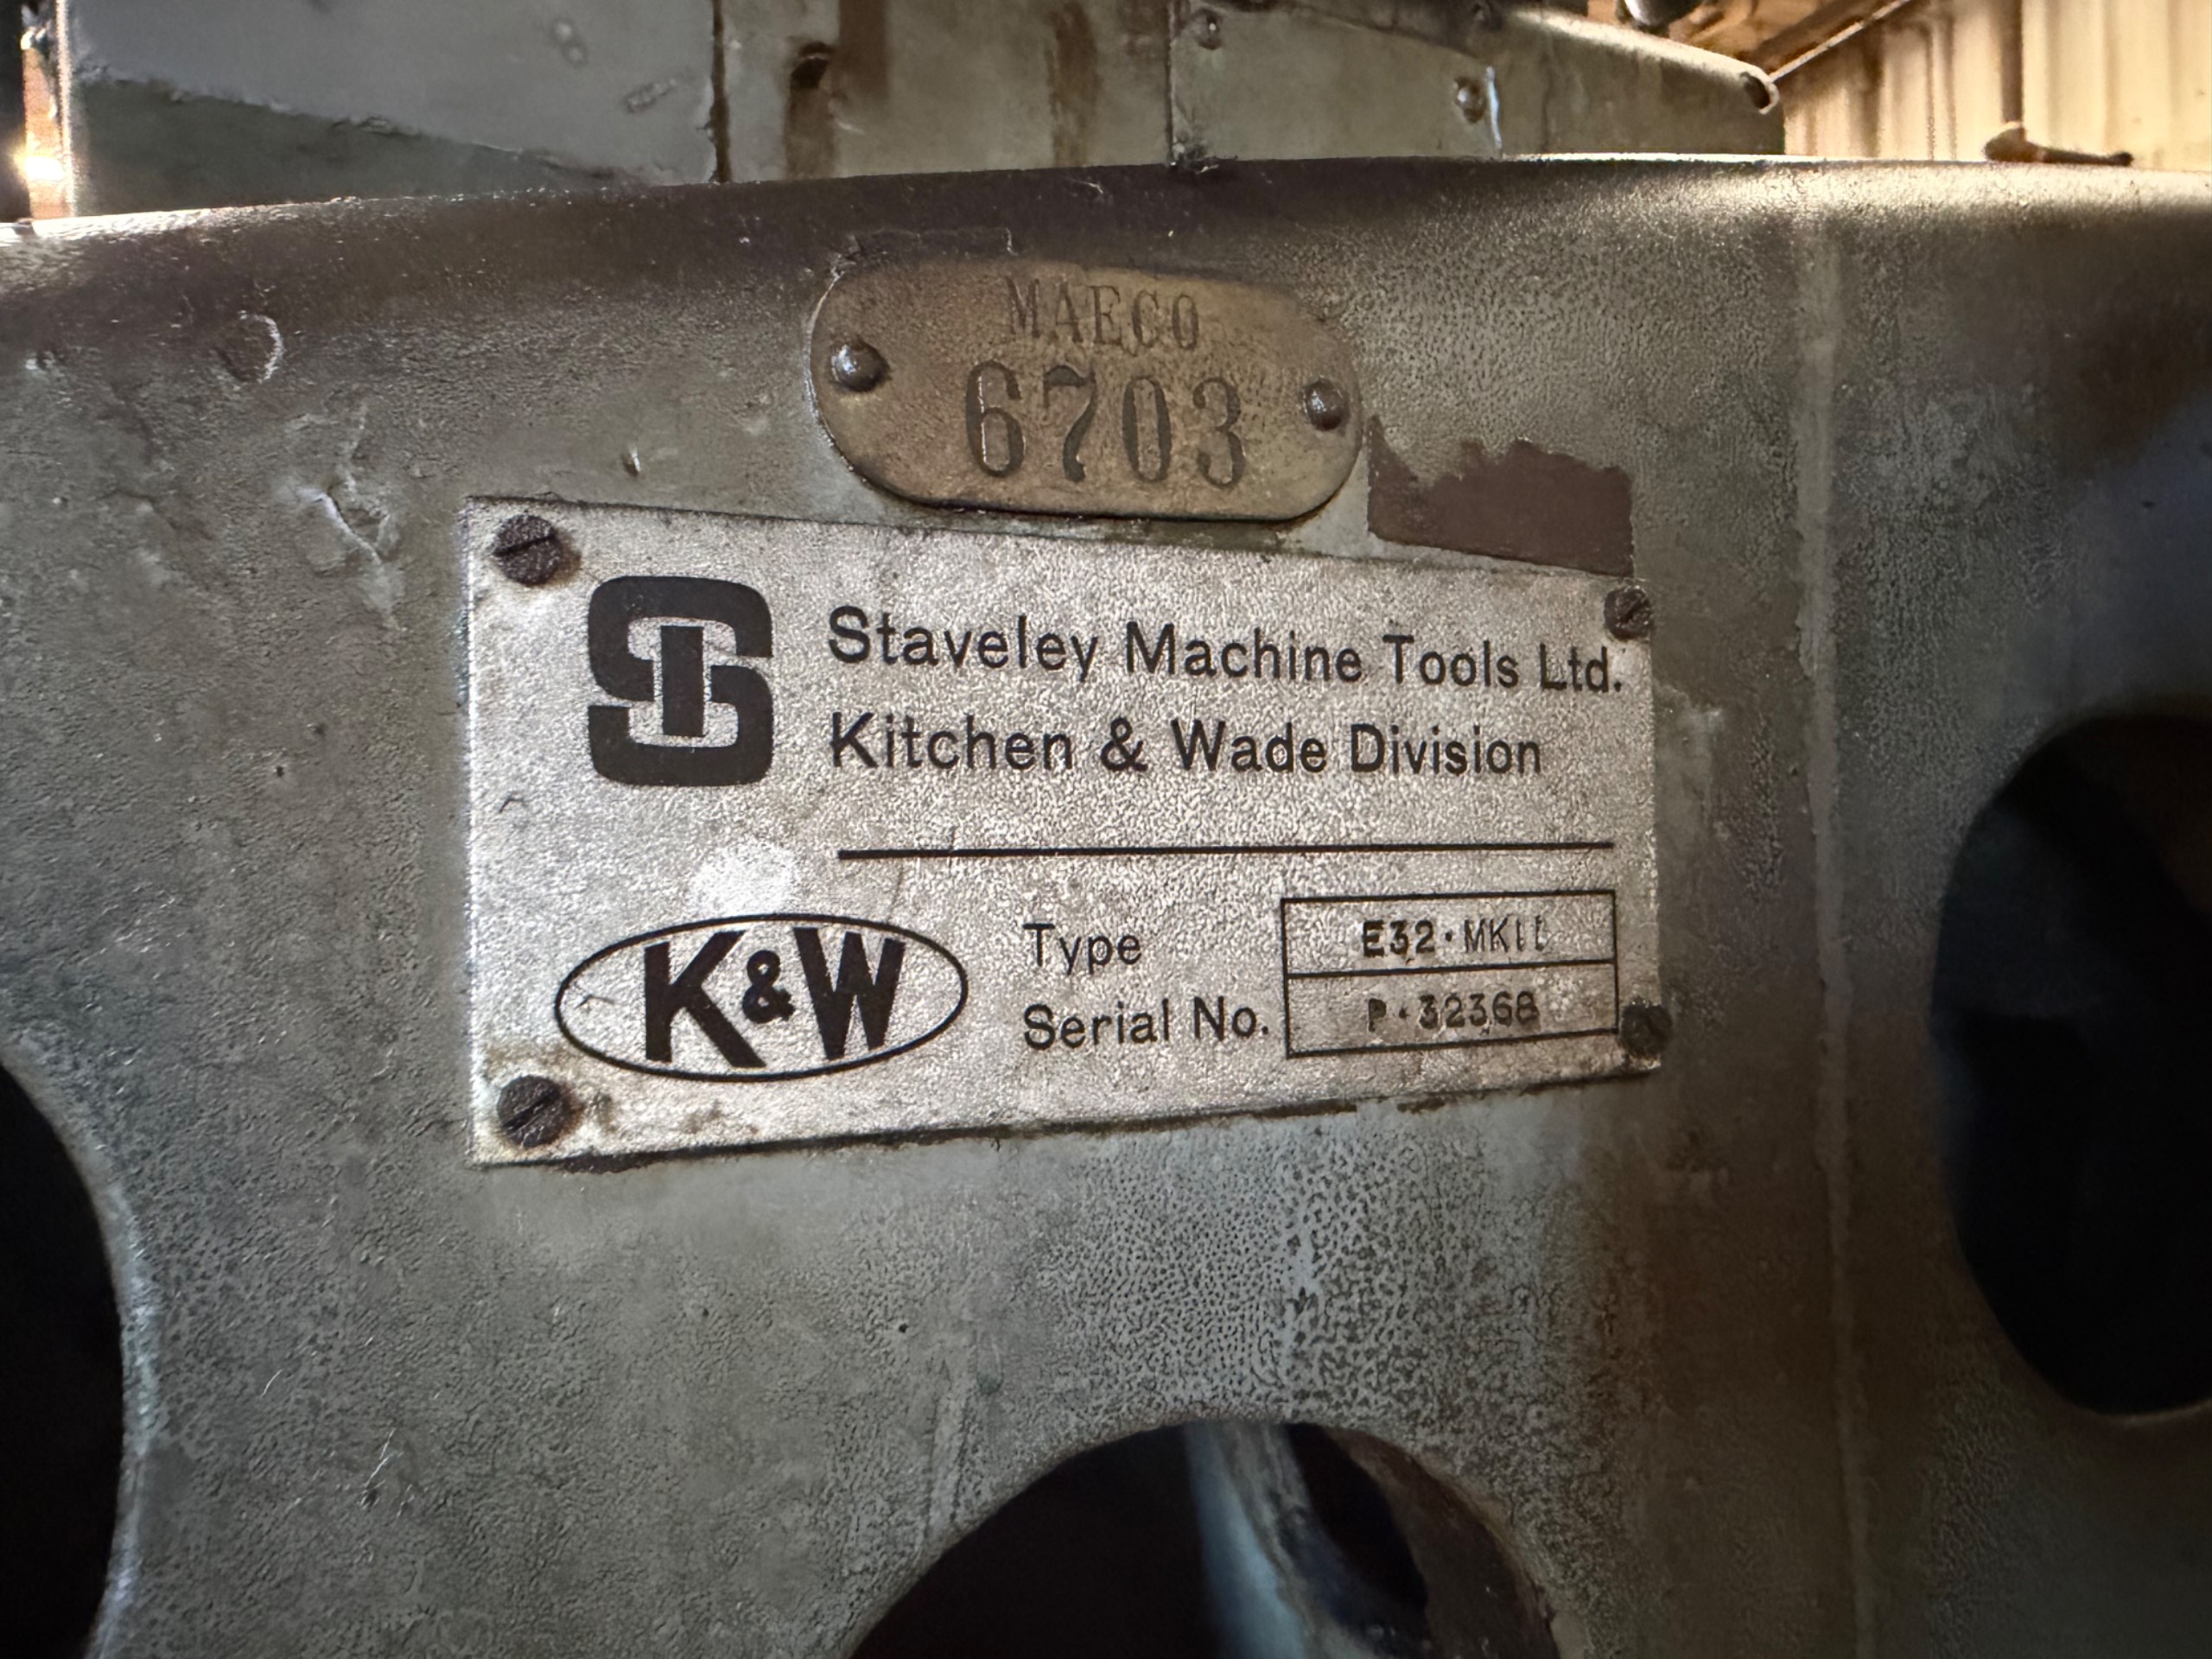 MAECO
6703
Staveley Machine Tools Ltd.
Kitchen & Wade Division
K&W
Type E32·MKII
Serial No. P·32368